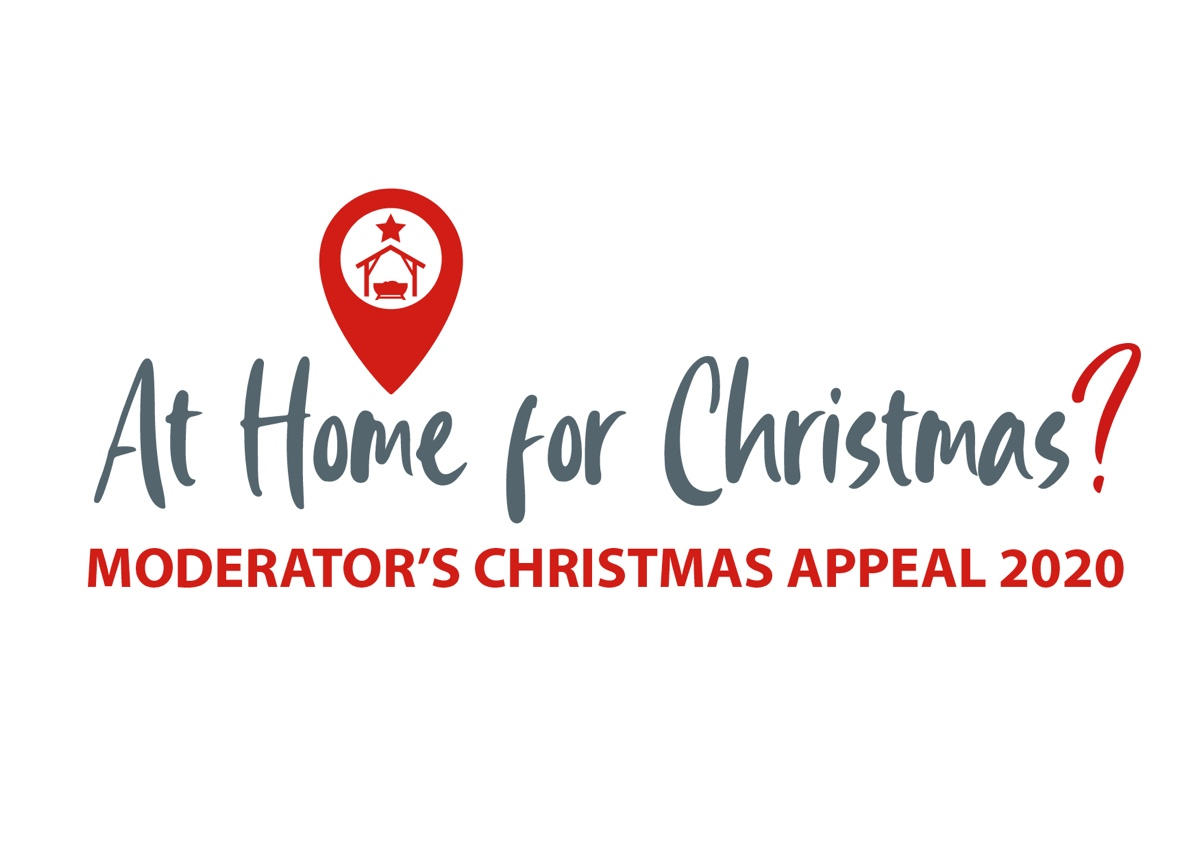 At Home for Christmas?
MODERATOR’S CHRISTMAS APPEAL 2020